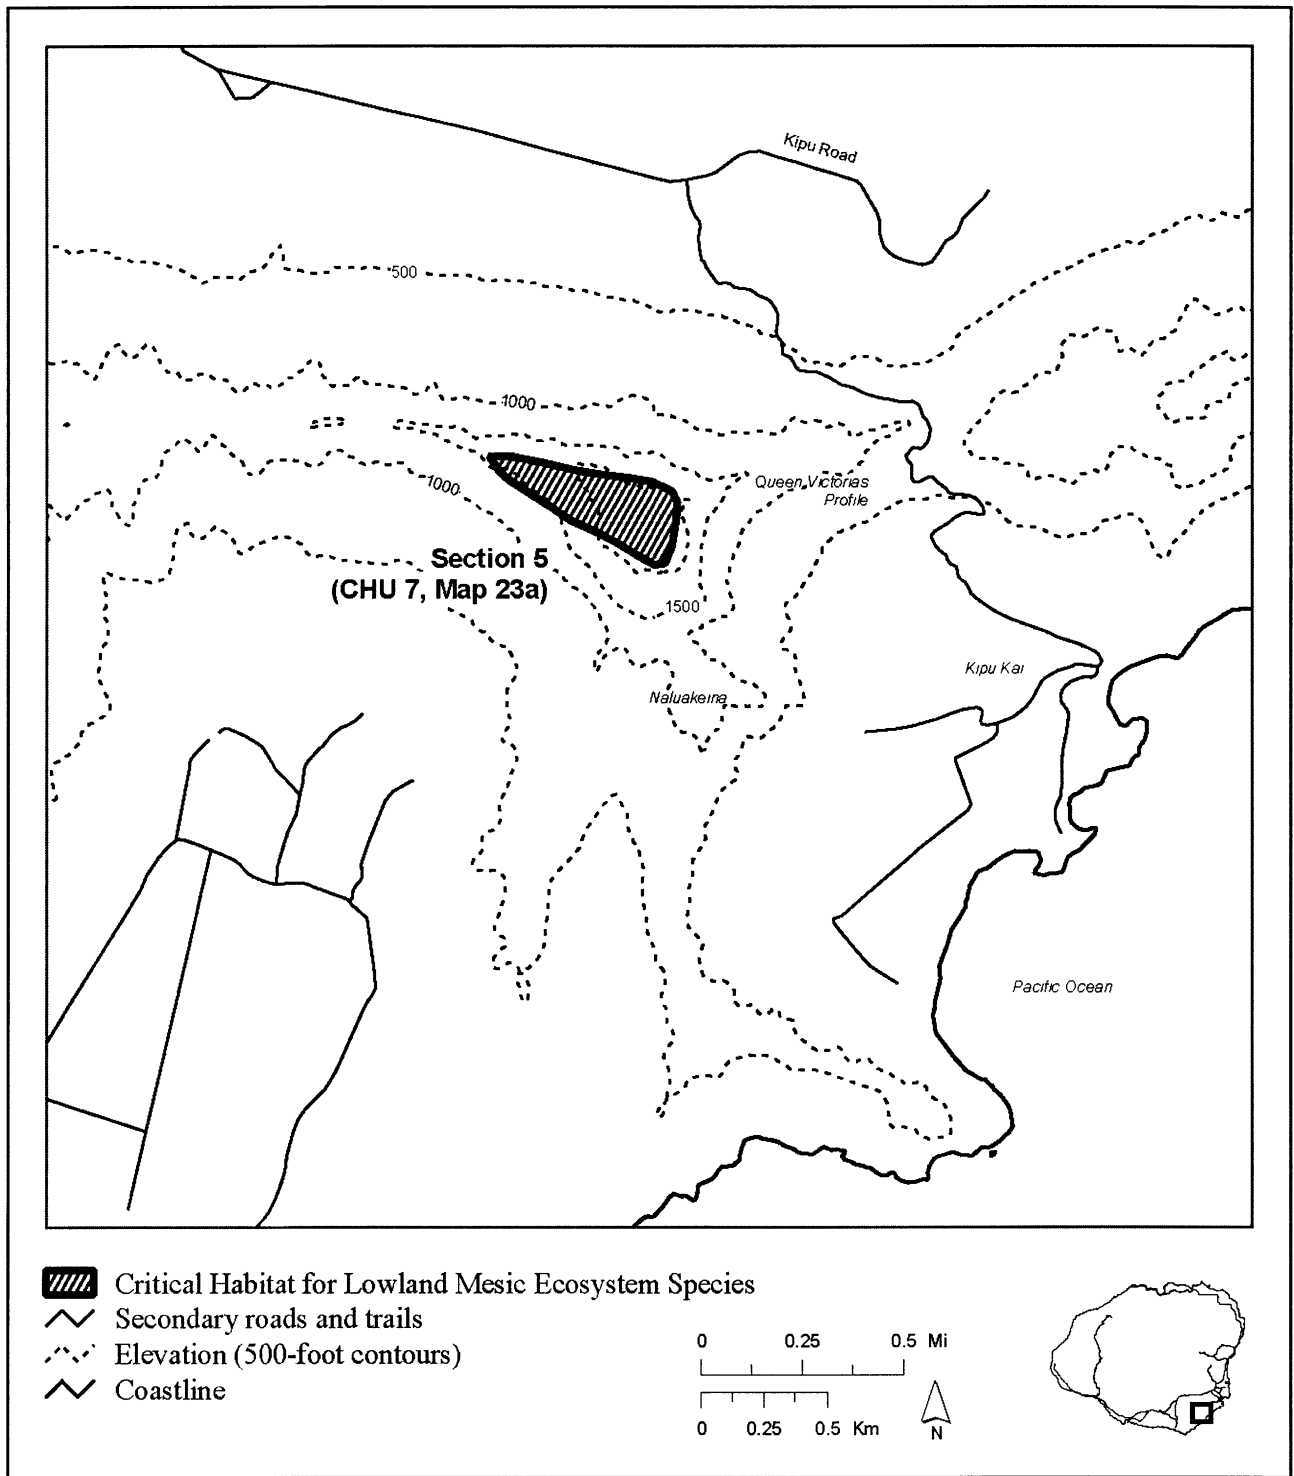 Kipu Road
500
1000
1000
Queen Victorias
Profile
Section 5
(CHU 7, Map 23a)
1500
Kipu Kai
Naluakeina
Pacific Ocean
Critical Habitat for Lowland Mesic Ecosystem Species
Secondary roads and trails
Elevation (500-foot contours)
Coastline
0 0.25 0.5 Mi
0 0.25 0.5 Km
N